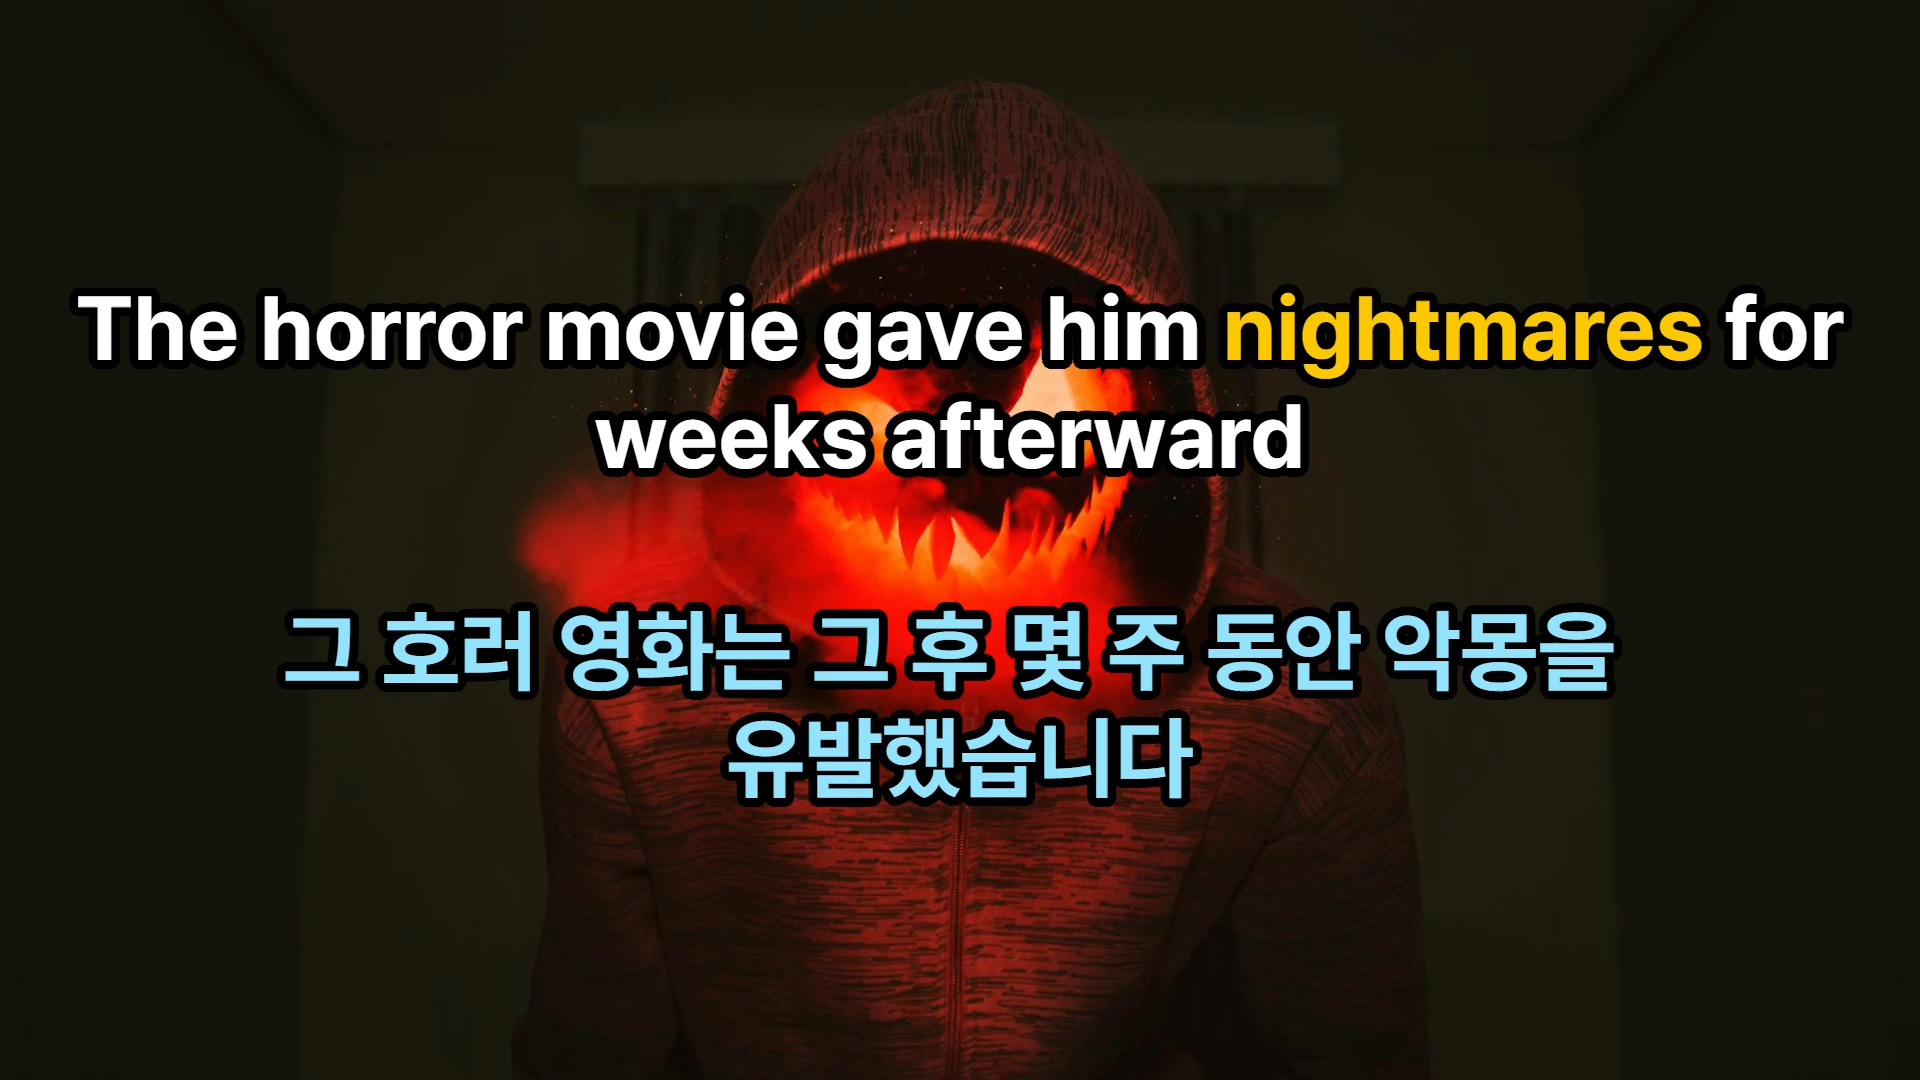 The horror movie gave him nightmares for
weeks afterward
그 호러 영화는 그 후 몇 주 동안 악몽을
유발했습니다